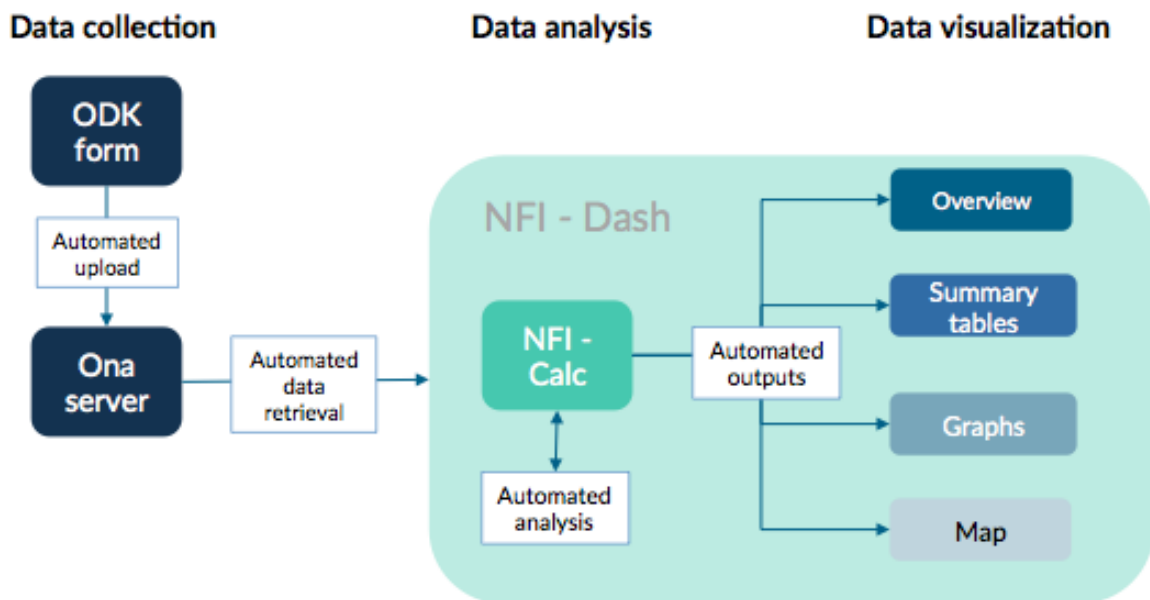 Data collection
Data analysis
Data visualization
ODK
form
Automated
upload
Ona
server
Automated
data
retrieval
NFI - Dash
NFI -
Calc
Automated
analysis
Automated
outputs
Overview
Summary
tables
Graphs
Map